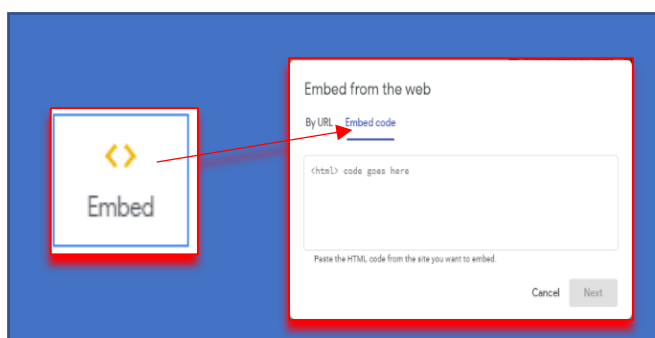 <>
Embed
Embed from the web
By URL Embed code
<html> code goes here
Paste the HTML code from the site you want to embed.
Cancel Next